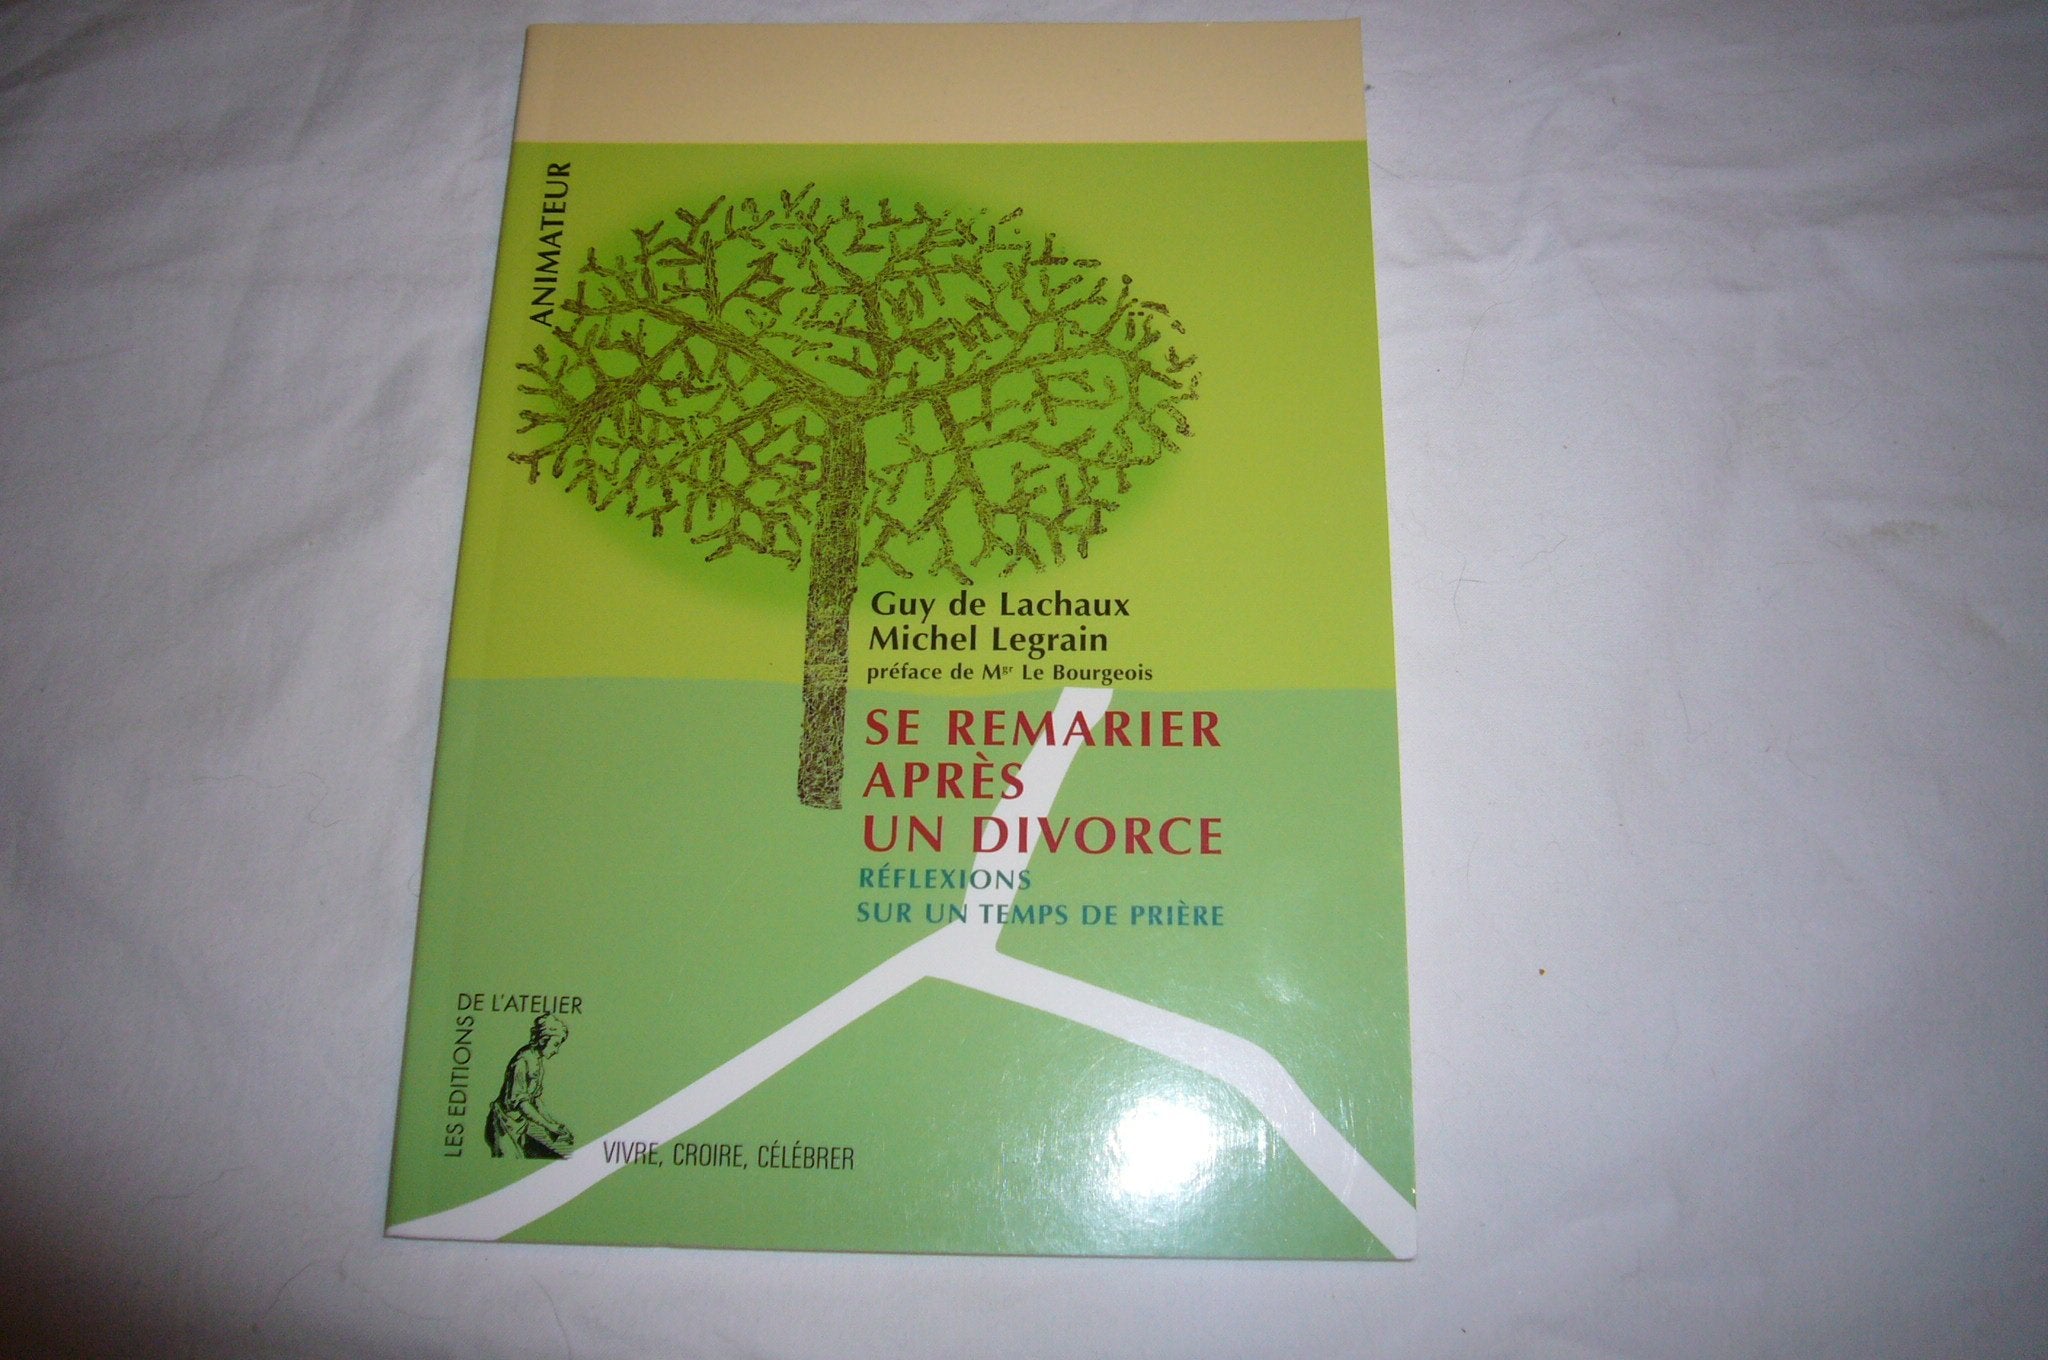 ANIMATEUR
Guy de Lachaux
Michel Legrain
préface de Mgr Le Bourgeois
SE REMARIER
APRÈS
UN DIVORCE
RÉFLEXIONS
SUR UN TEMPS DE PRIÈRE
LES EDITIONS
DE L'ATELIER
VIVRE, CROIRE, CÉLÉBRER